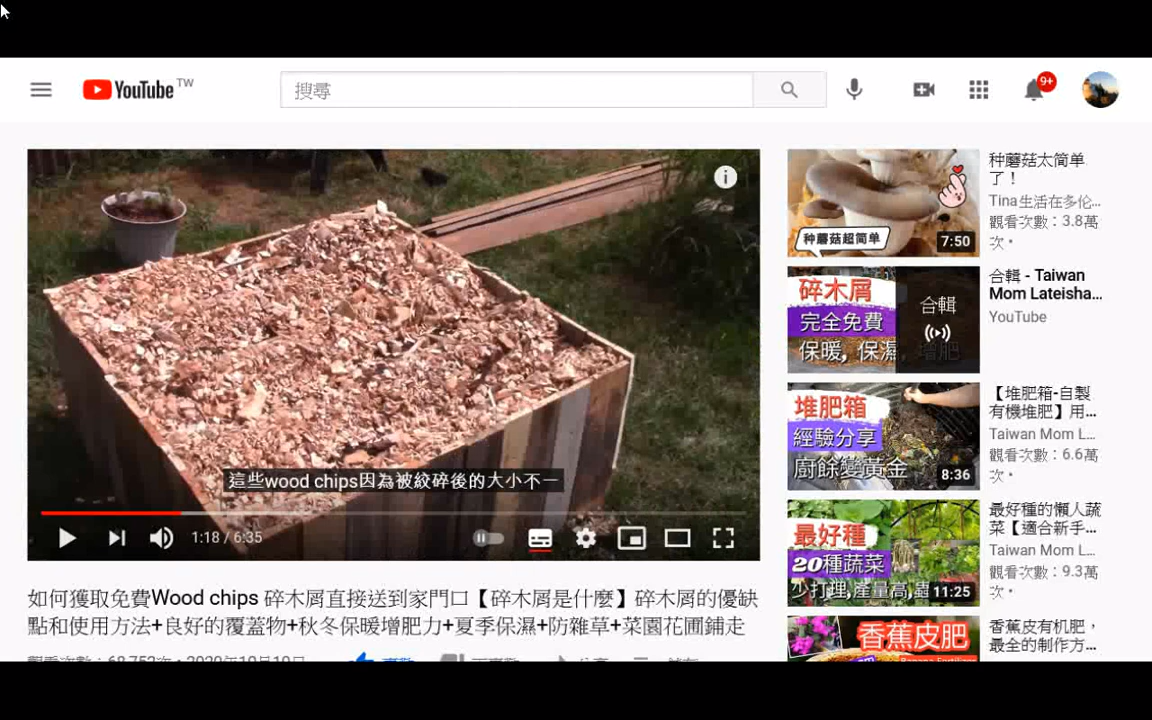 YouTube TW
搜尋
9+
這些wood chips因為被絞碎後的大小不一
1:18 / 6:35
如何獲取免費Wood chips 碎木屑直接送到家門口【碎木屑是什麼】碎木屑的優缺
點和使用方法+良好的覆蓋物+秋冬保暖增肥力+夏季保濕+防雜草+菜園花圃鋪走
种蘑菇超简单
7:50
种蘑菇太简单
了！
Tina生活在多伦...
觀看次數：3.8萬
次・
碎木屑
完全免費
保暖, 保濕, 增肥
合輯
合輯 - Taiwan
Mom Lateisha...
YouTube
堆肥箱
經驗分享
廚餘變黃金
8:36
【堆肥箱-自製
有機堆肥】用...
Taiwan Mom L...
觀看次數：6.6萬
次・
最好種
20種蔬菜
少打理,產量高,蟲
11:25
最好種的懶人蔬
菜【適合新手...
Taiwan Mom L...
觀看次數：9.3萬
次・
香蕉皮肥
香蕉皮有机肥，
最全的制作方...